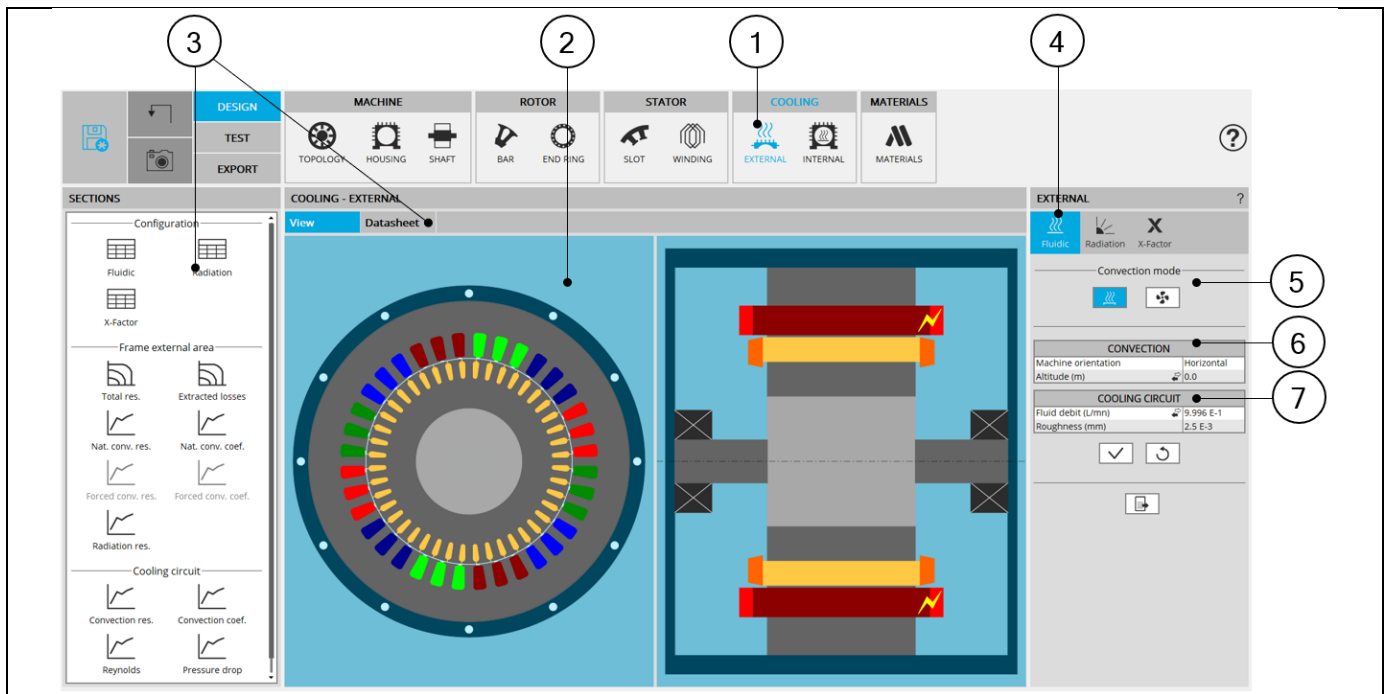 3 2 1 4
DESIGN MACHINE ROTOR STATOR COOLING MATERIALS
TEST
TOPOLOGY HOUSING SHAFT BAR END RING SLOT WINDING EXTERNAL INTERNAL MATERIALS
EXPORT
?
SECTIONS
Configuration
Fluidic Radiation
X-Factor
Frame external area
Total res. Extracted losses
Nat. conv. res. Nat. conv. coef.
Forced conv. res. Forced conv. coef.
Radiation res.
Cooling circuit
Convection res. Convection coef.
Reynolds Pressure drop
COOLING - EXTERNAL
View Datasheet
EXTERNAL ?
Fluidic Radiation X-Factor
Convection mode
5
CONVECTION
6
Machine orientation Horizontal
Altitude (m) 0.0
COOLING CIRCUIT
7
Fluid debit (L/mn) 9.996 E-1
Roughness (mm) 2.5 E-3